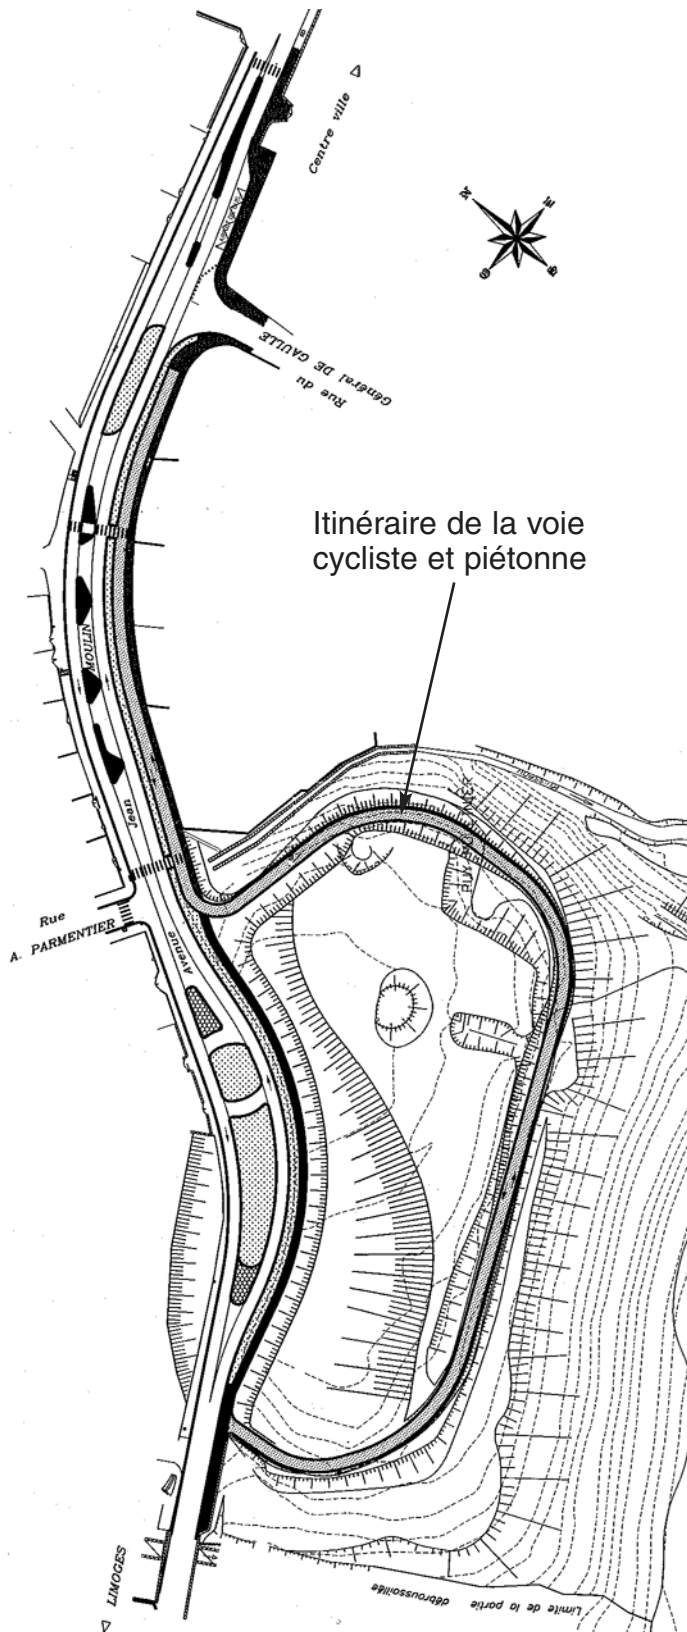 Centre ville
N
E
S
Rue du
Général DE GAULLE
Itinéraire de la voie
cycliste et piétonne
MOULIN
Jean
Avenue
Rue
A. PARMENTIER
LIMOGES
Limite de la partie débroussaillée